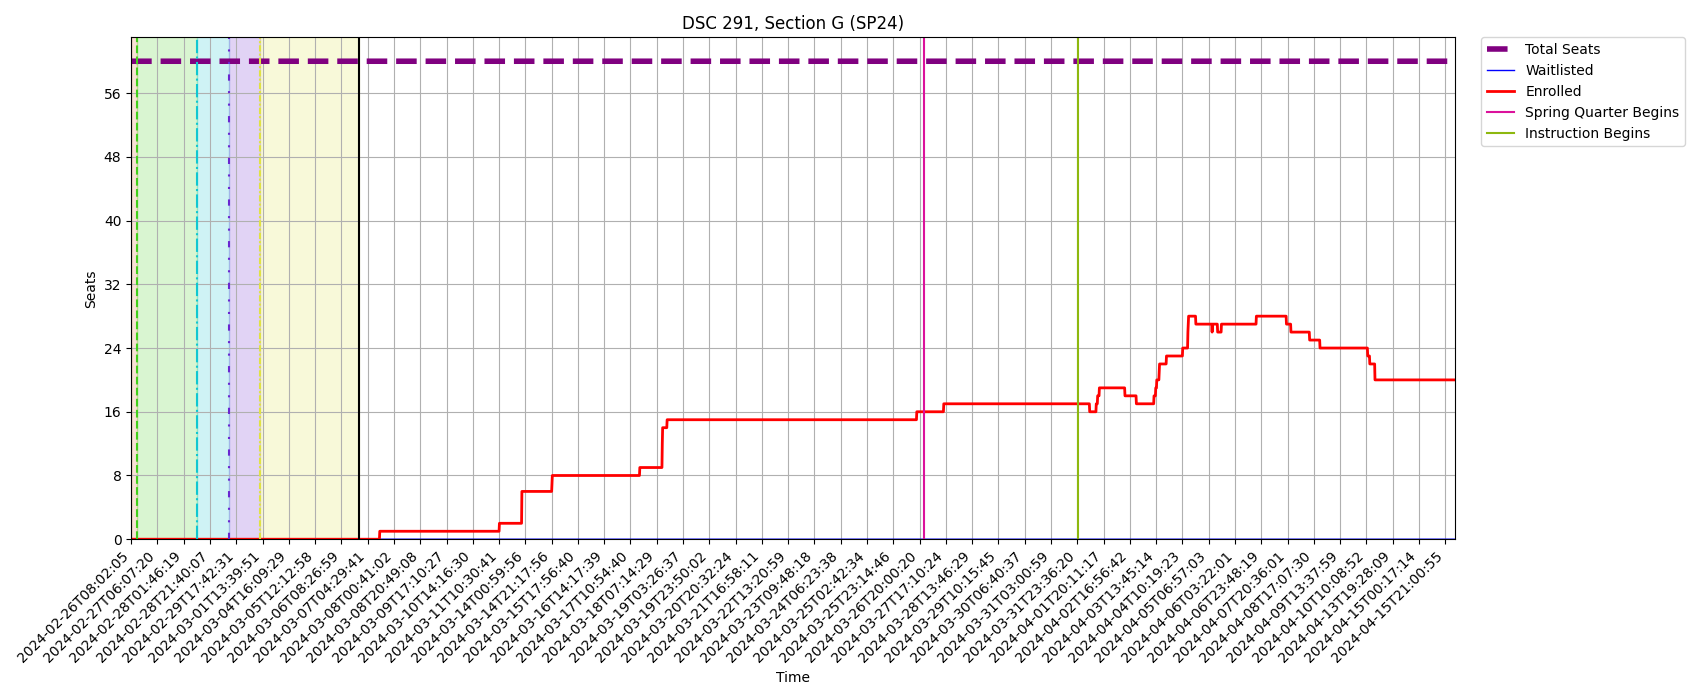 DSC 291, Section G (SP24)
Total Seats
Waitlisted
Enrolled
Spring Quarter Begins
Instruction Begins
Seats
56
48
40
32
24
16
8
0
2024-02-26T08:02:05
2024-02-27T06:07:20
2024-02-28T01:46:19
2024-02-28T21:40:07
2024-02-29T17:42:31
2024-03-01T13:39:51
2024-03-04T16:09:29
2024-03-05T12:12:58
2024-03-06T08:26:59
2024-03-07T04:29:41
2024-03-08T00:41:02
2024-03-08T20:49:08
2024-03-09T17:10:27
2024-03-10T14:16:30
2024-03-11T10:30:41
2024-03-14T00:59:56
2024-03-14T21:17:56
2024-03-15T17:56:40
2024-03-16T14:17:39
2024-03-17T10:54:40
2024-03-18T07:14:29
2024-03-19T03:26:37
2024-03-19T23:50:02
2024-03-20T20:32:24
2024-03-21T16:58:11
2024-03-22T13:20:59
2024-03-23T09:48:18
2024-03-24T06:23:38
2024-03-25T02:42:34
2024-03-25T23:14:46
2024-03-26T20:00:20
2024-03-27T17:10:24
2024-03-28T13:46:29
2024-03-29T10:15:45
2024-03-30T06:40:37
2024-03-31T03:00:59
2024-03-31T23:36:20
2024-04-01T20:11:17
2024-04-02T16:56:42
2024-04-03T13:45:14
2024-04-04T10:19:23
2024-04-05T06:57:03
2024-04-06T03:22:01
2024-04-06T23:48:19
2024-04-07T20:36:01
2024-04-08T17:07:30
2024-04-09T13:37:59
2024-04-10T10:08:52
2024-04-13T19:28:09
2024-04-15T00:17:14
2024-04-15T21:00:55
Time